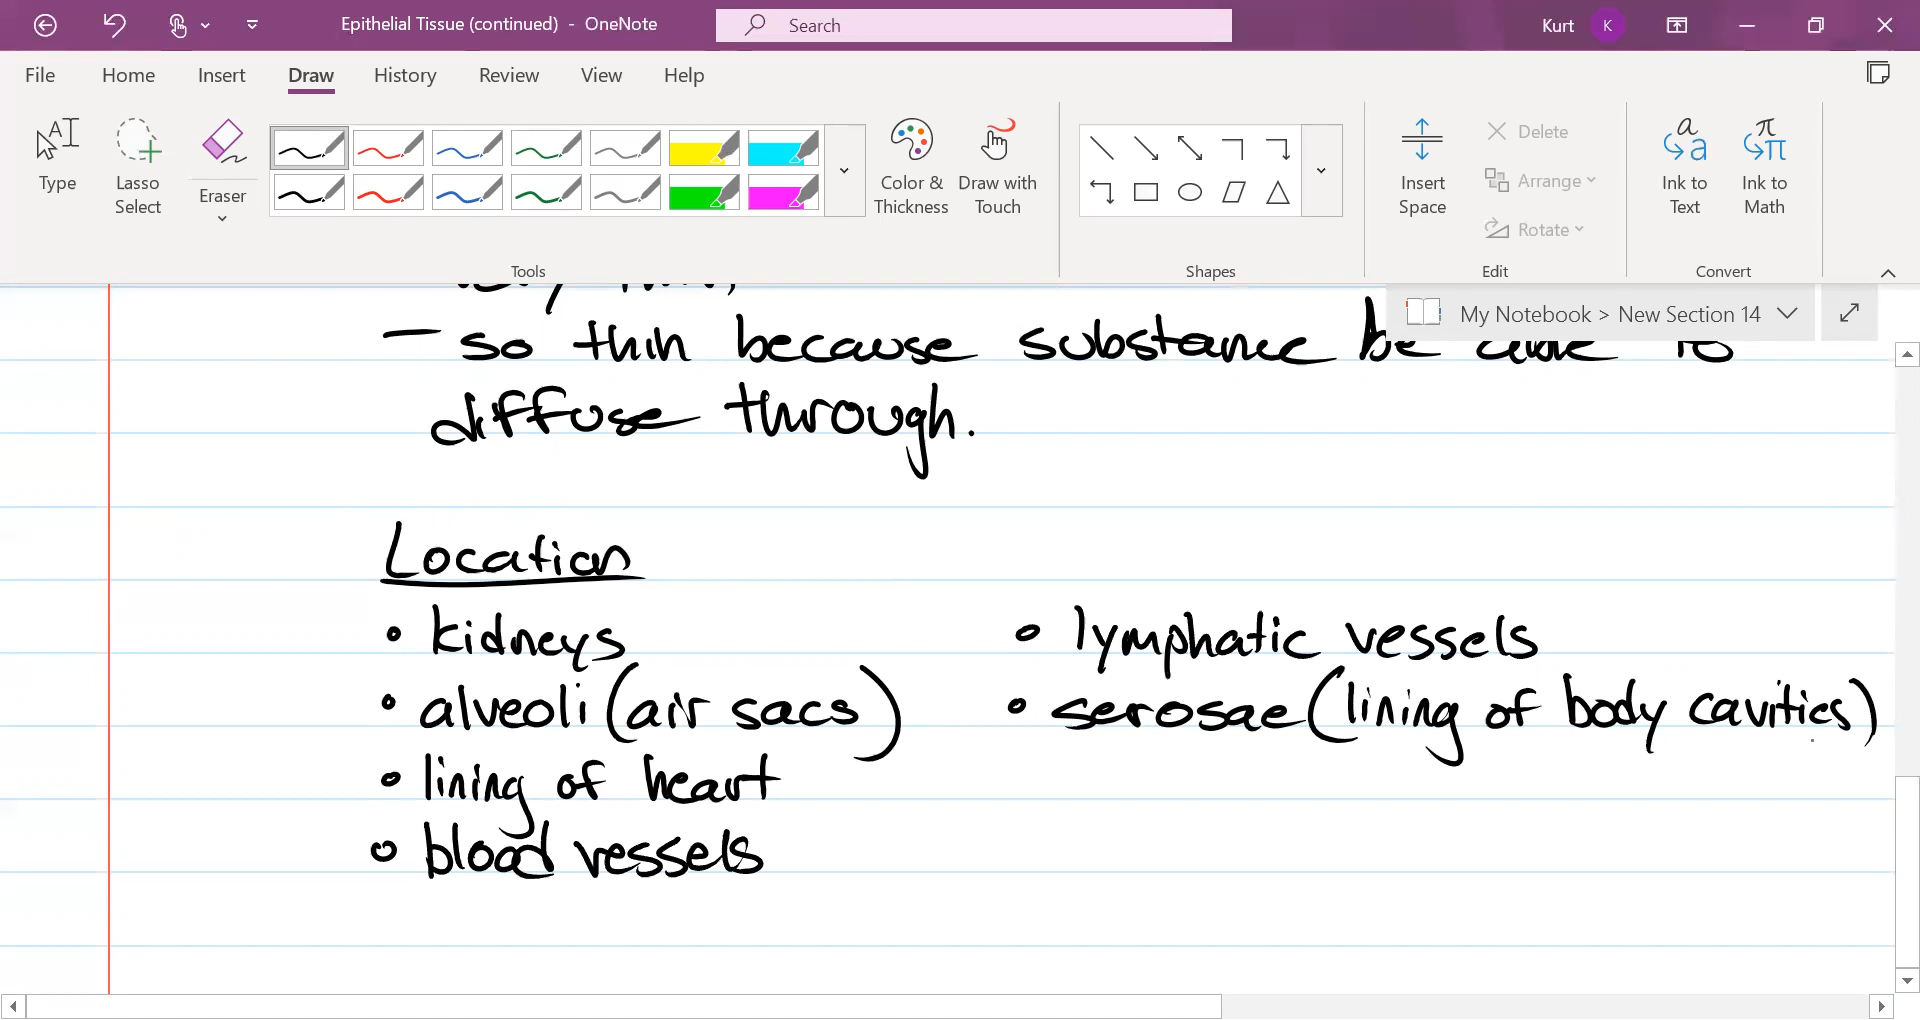 Epithelial Tissue (continued) - OneNote
Search
Kurt
K
File Home Insert Draw History Review View Help
Type
Lasso Select
Eraser
Color & Thickness
Draw with Touch
Insert Space
Delete
Arrange
Rotate
Ink to Text
Ink to Math
Tools
Shapes
Edit
Convert
My Notebook > New Section 14
— so thin because substance be able to
diffuse through.
Location
• kidneys
• alveoli (air sacs)
• lining of heart
• blood vessels
• lymphatic vessels
• serosae (lining of body cavities)